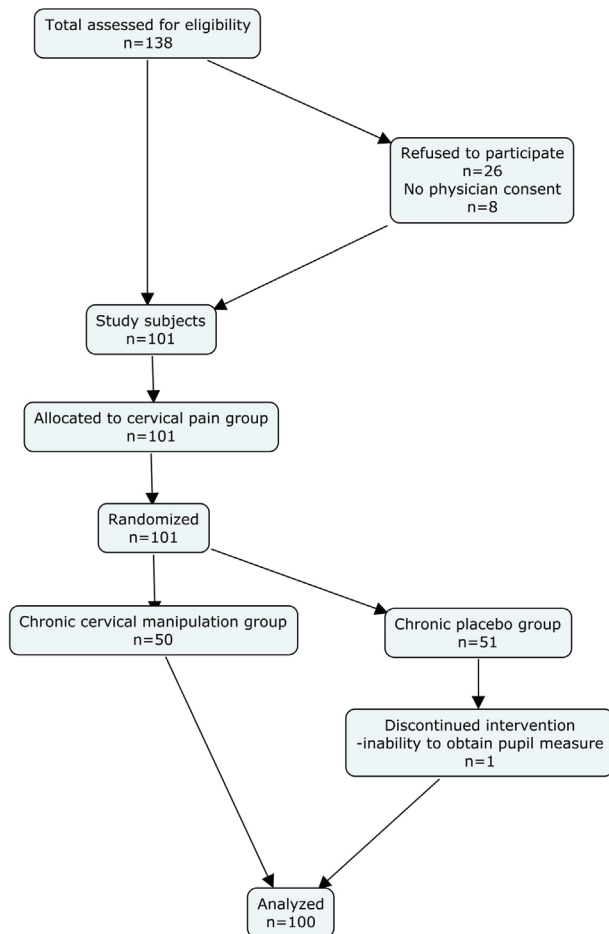 Total assessed for eligibility
n=138
Refused to participate
n=26
No physician consent
n=8
Study subjects
n=101
Allocated to cervical pain group
n=101
Randomized
n=101
Chronic cervical manipulation group
n=50
Chronic placebo group
n=51
Discontinued intervention
-inability to obtain pupil measure
n=1
Analyzed
n=100